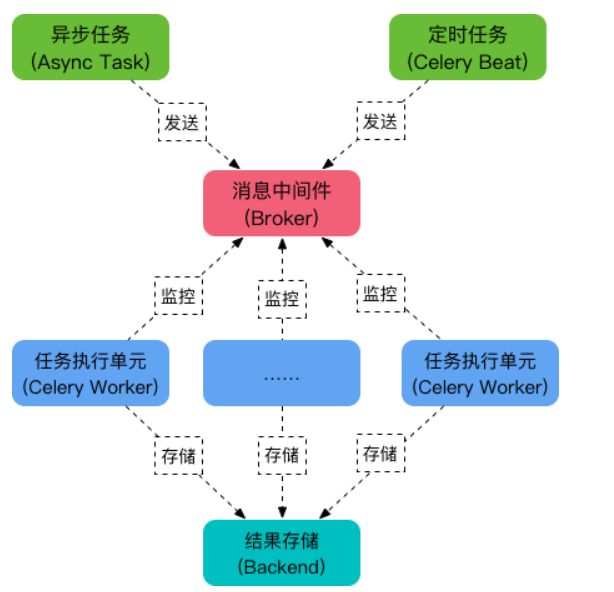 异步任务
(Async Task)
定时任务
(Celery Beat)
发送
发送
消息中间件
(Broker)
监控
监控
监控
任务执行单元
(Celery Worker)
……
任务执行单元
(Celery Worker)
存储
存储
存储
结果存储
(Backend)